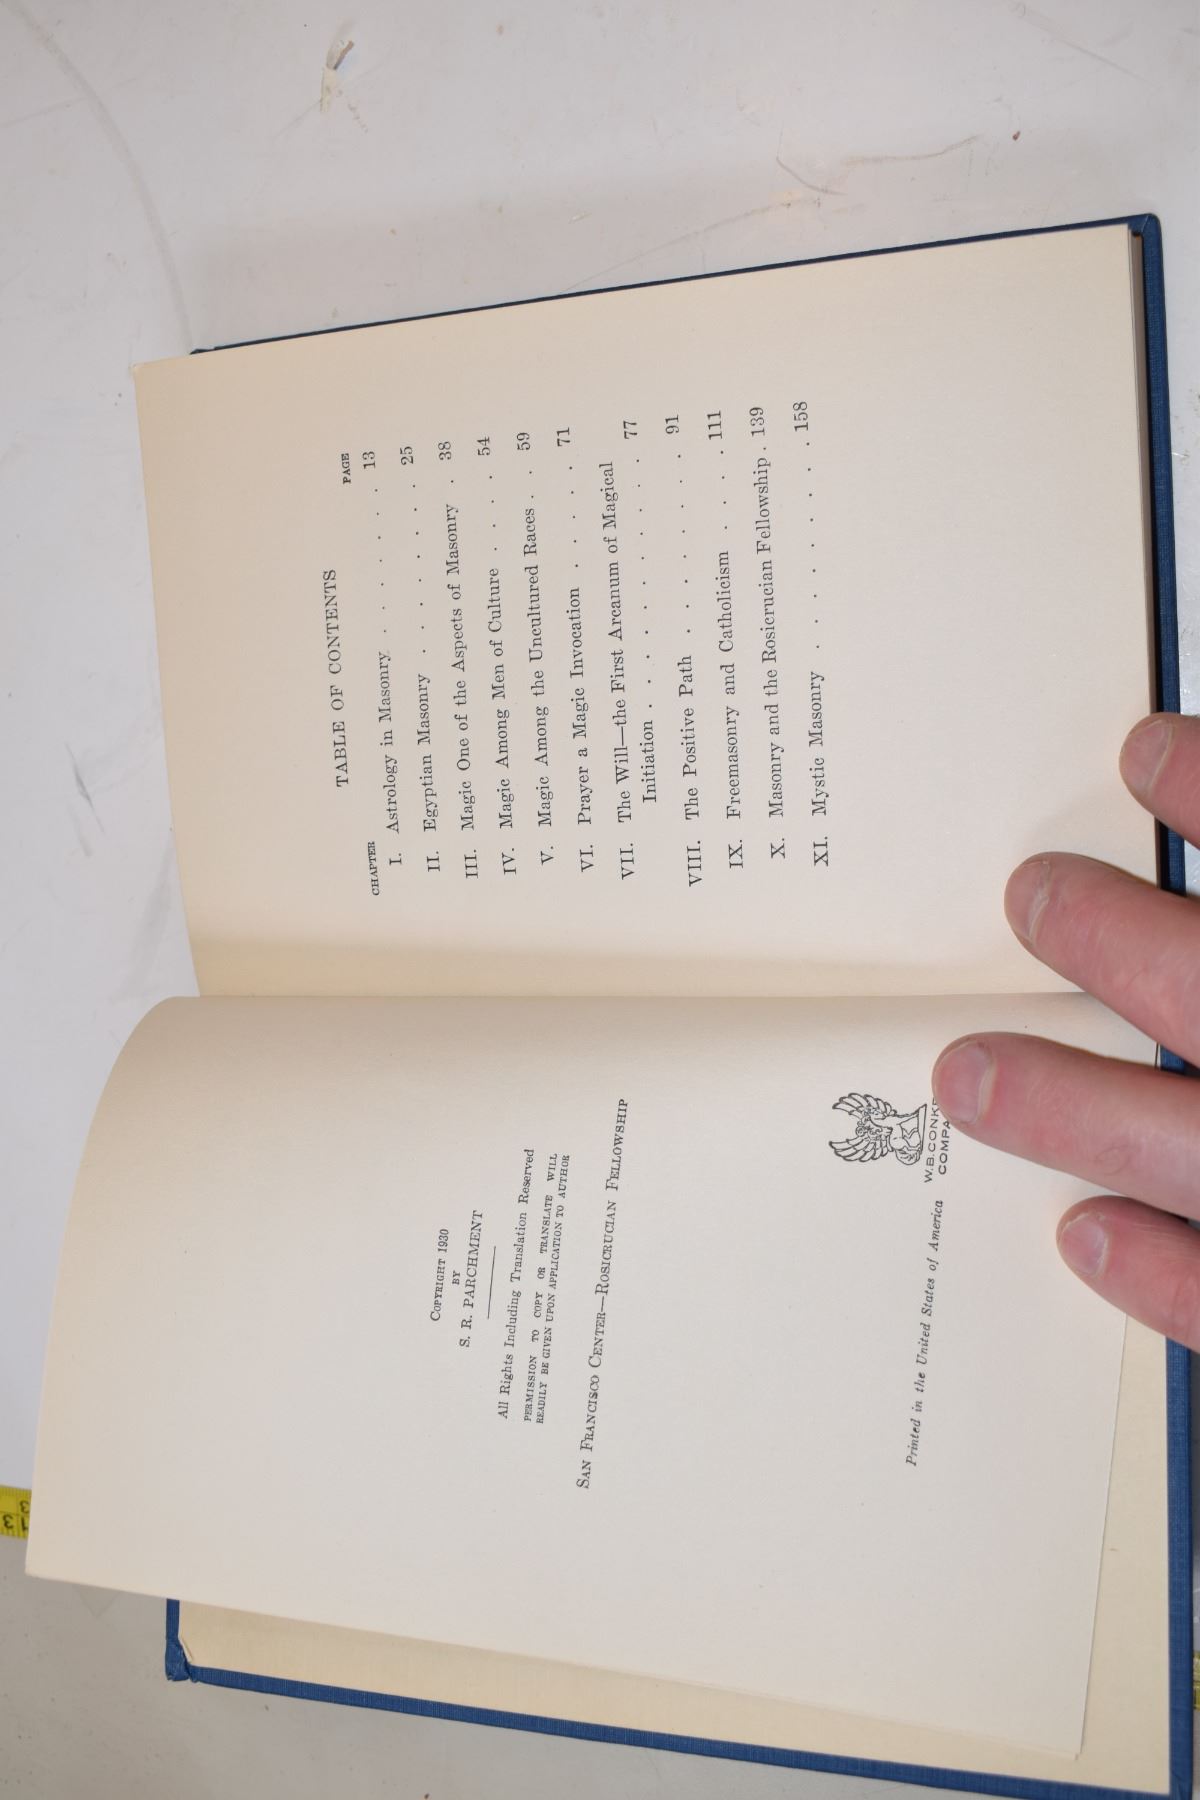 COPYRIGHT 1930
BY
S. R. PARCHMENT
All Rights Including Translation Reserved
PERMISSION TO COPY OR TRANSLATE WILL
READILY BE GIVEN UPON APPLICATION TO AUTHOR
SAN FRANCISCO CENTER—ROSICRUCIAN FELLOWSHIP
W.B.CONKE
COMPA
Printed in the United States of America
TABLE OF CONTENTS
CHAPTER PAGE
I. Astrology in Masonry . . . . . . 13
II. Egyptian Masonry . . . . . . 25
III. Magic One of the Aspects of Masonry . 38
IV. Magic Among Men of Culture . . . . 54
V. Magic Among the Uncultured Races . . 59
VI. Prayer a Magic Invocation . . . . 71
VII. The Will—the First Arcanum of Magical
Initiation . . . . . . . . 77
VIII. The Positive Path . . . . . . 91
IX. Freemasonry and Catholicism . . . . 111
X. Masonry and the Rosicrucian Fellowship . 139
XI. Mystic Masonry . . . . . . . 158
13
3